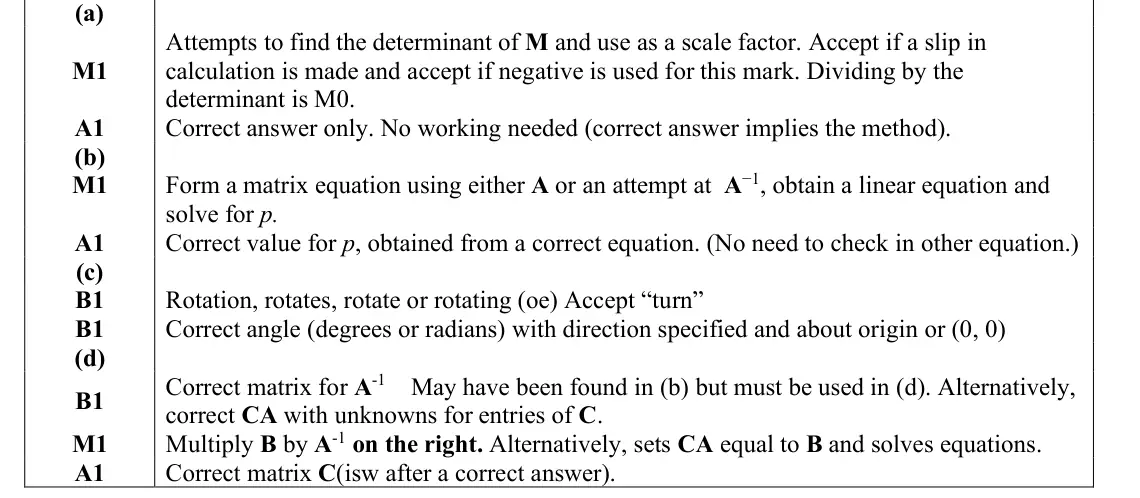 (a)
M1 Attempts to find the determinant of M and use as a scale factor. Accept if a slip in
calculation is made and accept if negative is used for this mark. Dividing by the
determinant is M0.
A1 Correct answer only. No working needed (correct answer implies the method).
(b)
M1 Form a matrix equation using either A or an attempt at A⁻¹, obtain a linear equation and
solve for p.
A1 Correct value for p, obtained from a correct equation. (No need to check in other equation.)
(c)
B1 Rotation, rotates, rotate or rotating (oe) Accept “turn”
B1 Correct angle (degrees or radians) with direction specified and about origin or (0, 0)
(d)
B1 Correct matrix for A⁻¹ May have been found in (b) but must be used in (d). Alternatively,
correct CA with unknowns for entries of C.
M1 Multiply B by A⁻¹ on the right. Alternatively, sets CA equal to B and solves equations.
A1 Correct matrix C(isw after a correct answer).